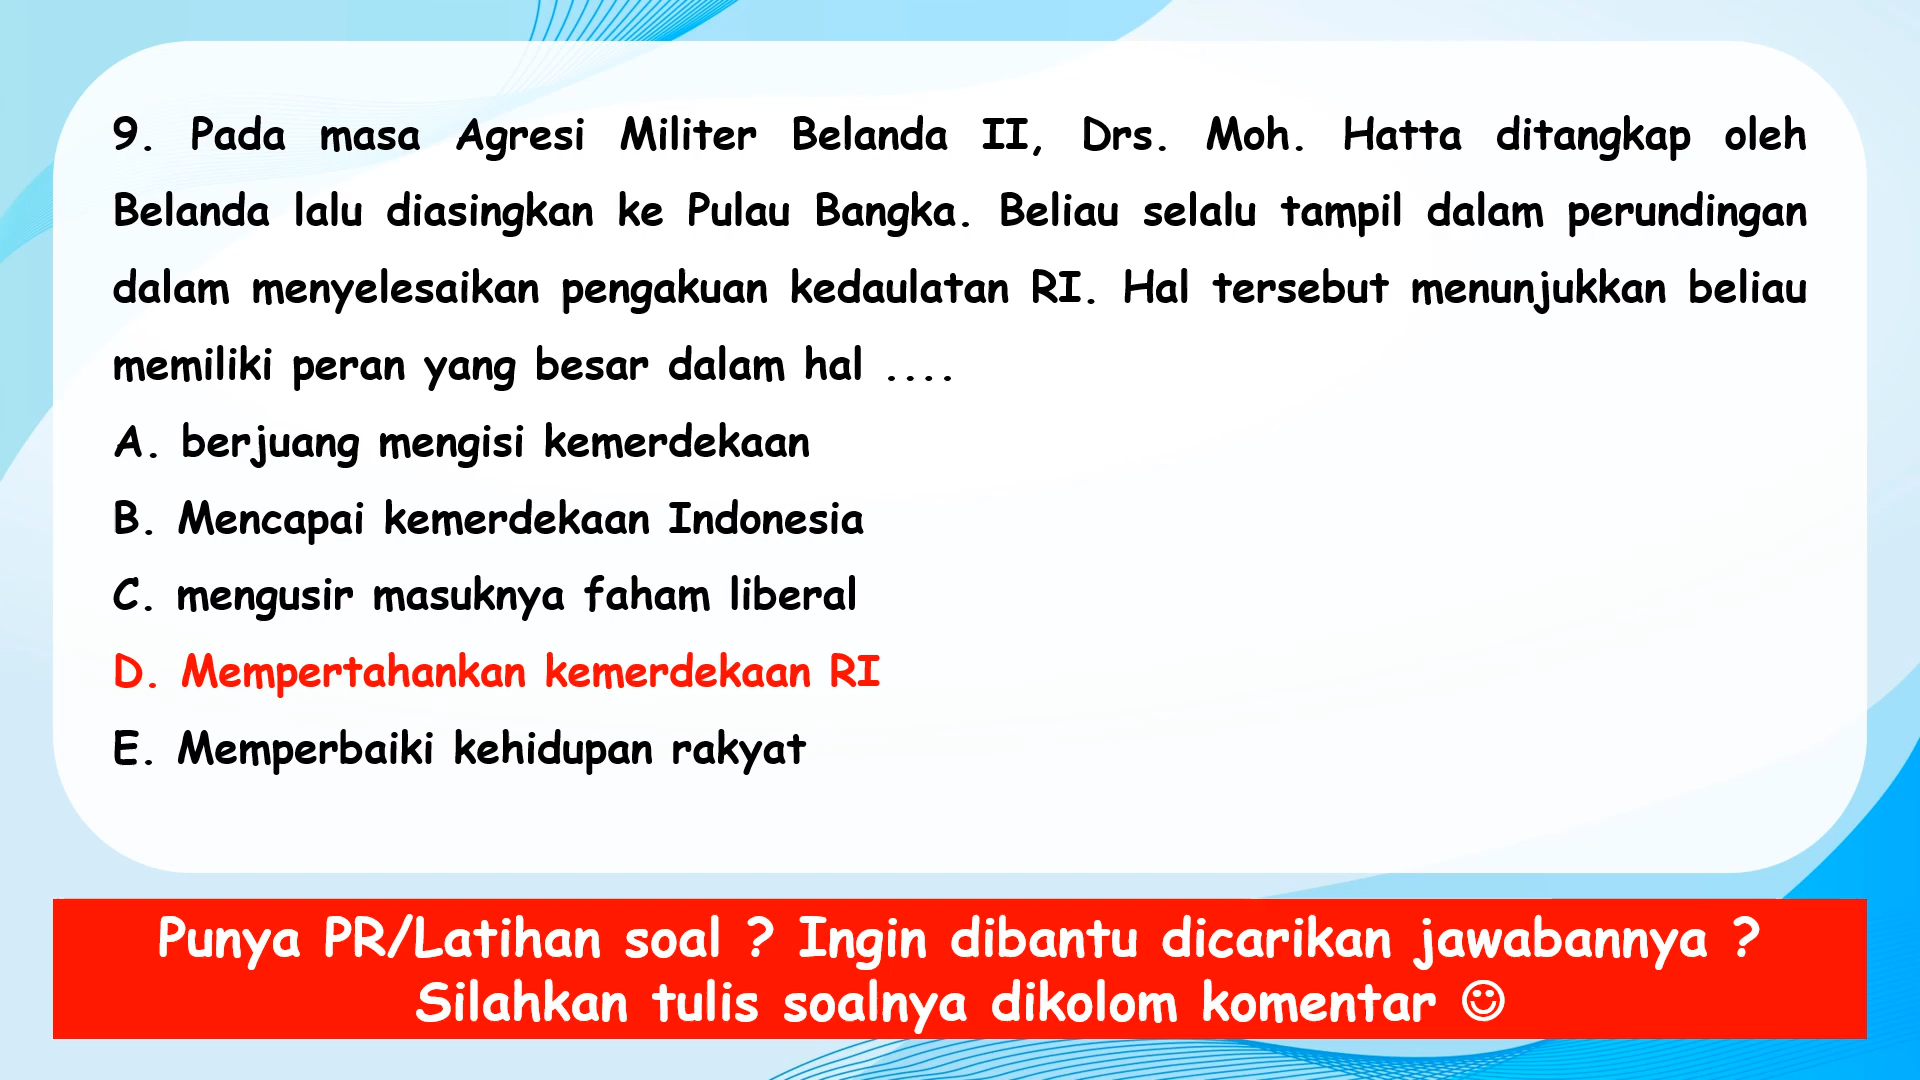 9. Pada masa Agresi Militer Belanda II, Drs. Moh. Hatta ditangkap oleh
Belanda lalu diasingkan ke Pulau Bangka. Beliau selalu tampil dalam perundingan
dalam menyelesaikan pengakuan kedaulatan RI. Hal tersebut menunjukkan beliau
memiliki peran yang besar dalam hal ....
A. berjuang mengisi kemerdekaan
B. Mencapai kemerdekaan Indonesia
C. mengusir masuknya faham liberal
D. Mempertahankan kemerdekaan RI
E. Memperbaiki kehidupan rakyat
Punya PR/Latihan soal ? Ingin dibantu dicarikan jawabannya ?
Silahkan tulis soalnya dikolom komentar ☺